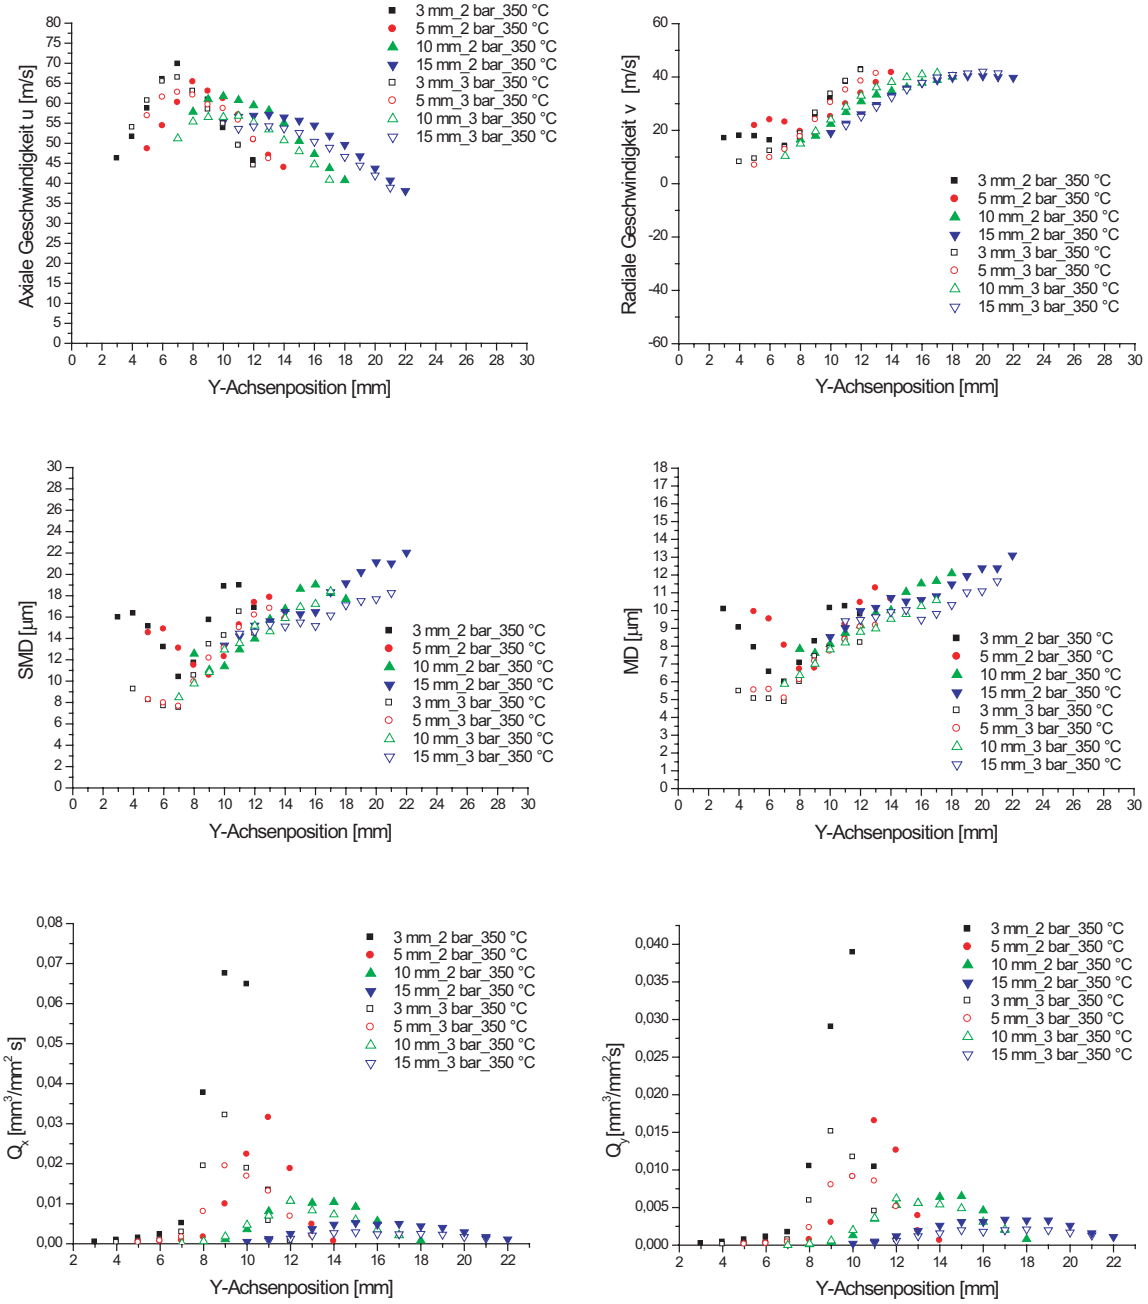 3 mm_2 bar_350 °C
5 mm_2 bar_350 °C
10 mm_2 bar_350 °C
15 mm_2 bar_350 °C
3 mm_3 bar_350 °C
5 mm_3 bar_350 °C
10 mm_3 bar_350 °C
15 mm_3 bar_350 °C
80
75
70
65
60
55
50
45
40
35
30
25
20
15
10
5
0
Axiale Geschwindigkeit u [m/s]
0 2 4 6 8 10 12 14 16 18 20 22 24 26 28 30
Y-Achsenposition [mm]
60
40
20
0
-20
-40
-60
Radiale Geschwindigkeit v [m/s]
3 mm_2 bar_350 °C
5 mm_2 bar_350 °C
10 mm_2 bar_350 °C
15 mm_2 bar_350 °C
3 mm_3 bar_350 °C
5 mm_3 bar_350 °C
10 mm_3 bar_350 °C
15 mm_3 bar_350 °C
0 2 4 6 8 10 12 14 16 18 20 22 24 26 28 30
Y-Achsenposition [mm]
30
28
26
24
22
20
18
16
14
12
10
8
6
4
2
0
SMD [µm]
3 mm_2 bar_350 °C
5 mm_2 bar_350 °C
10 mm_2 bar_350 °C
15 mm_2 bar_350 °C
3 mm_3 bar_350 °C
5 mm_3 bar_350 °C
10 mm_3 bar_350 °C
15 mm_3 bar_350 °C
0 2 4 6 8 10 12 14 16 18 20 22 24 26 28 30
Y-Achsenposition [mm]
18
17
16
15
14
13
12
11
10
9
8
7
6
5
4
3
2
1
0
MD [µm]
3 mm_2 bar_350 °C
5 mm_2 bar_350 °C
10 mm_2 bar_350 °C
15 mm_2 bar_350 °C
3 mm_3 bar_350 °C
5 mm_3 bar_350 °C
10 mm_3 bar_350 °C
15 mm_3 bar_350 °C
0 2 4 6 8 10 12 14 16 18 20 22 24 26 28 30
Y-Achsenposition [mm]
0,08
0,07
0,06
0,05
0,04
0,03
0,02
0,01
0,00
Qx [mm³/mm² s]
3 mm_2 bar_350 °C
5 mm_2 bar_350 °C
10 mm_2 bar_350 °C
15 mm_2 bar_350 °C
3 mm_3 bar_350 °C
5 mm_3 bar_350 °C
10 mm_3 bar_350 °C
15 mm_3 bar_350 °C
2 4 6 8 10 12 14 16 18 20 22
Y-Achsenposition [mm]
0,040
0,035
0,030
0,025
0,020
0,015
0,010
0,005
0,000
Qy [mm³/mm²s]
3 mm_2 bar_350 °C
5 mm_2 bar_350 °C
10 mm_2 bar_350 °C
15 mm_2 bar_350 °C
3 mm_3 bar_350 °C
5 mm_3 bar_350 °C
10 mm_3 bar_350 °C
15 mm_3 bar_350 °C
2 4 6 8 10 12 14 16 18 20 22
Y-Achsenposition [mm]